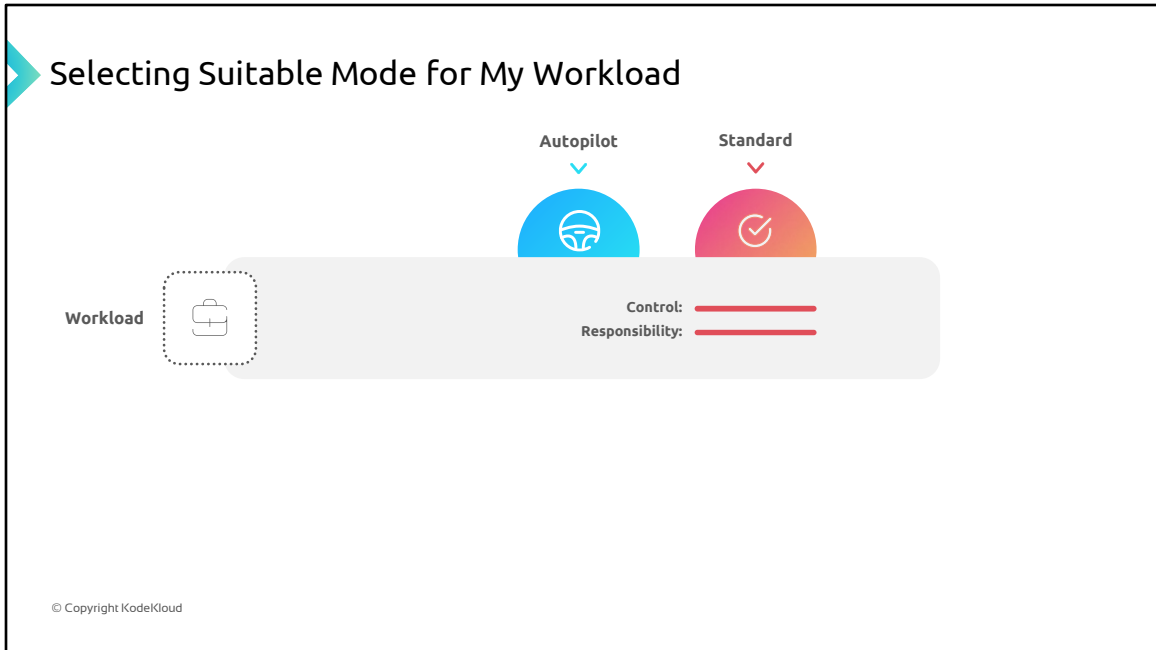 Selecting Suitable Mode for My Workload
Autopilot
Standard
Workload
Control:
Responsibility:
© Copyright KodeKloud